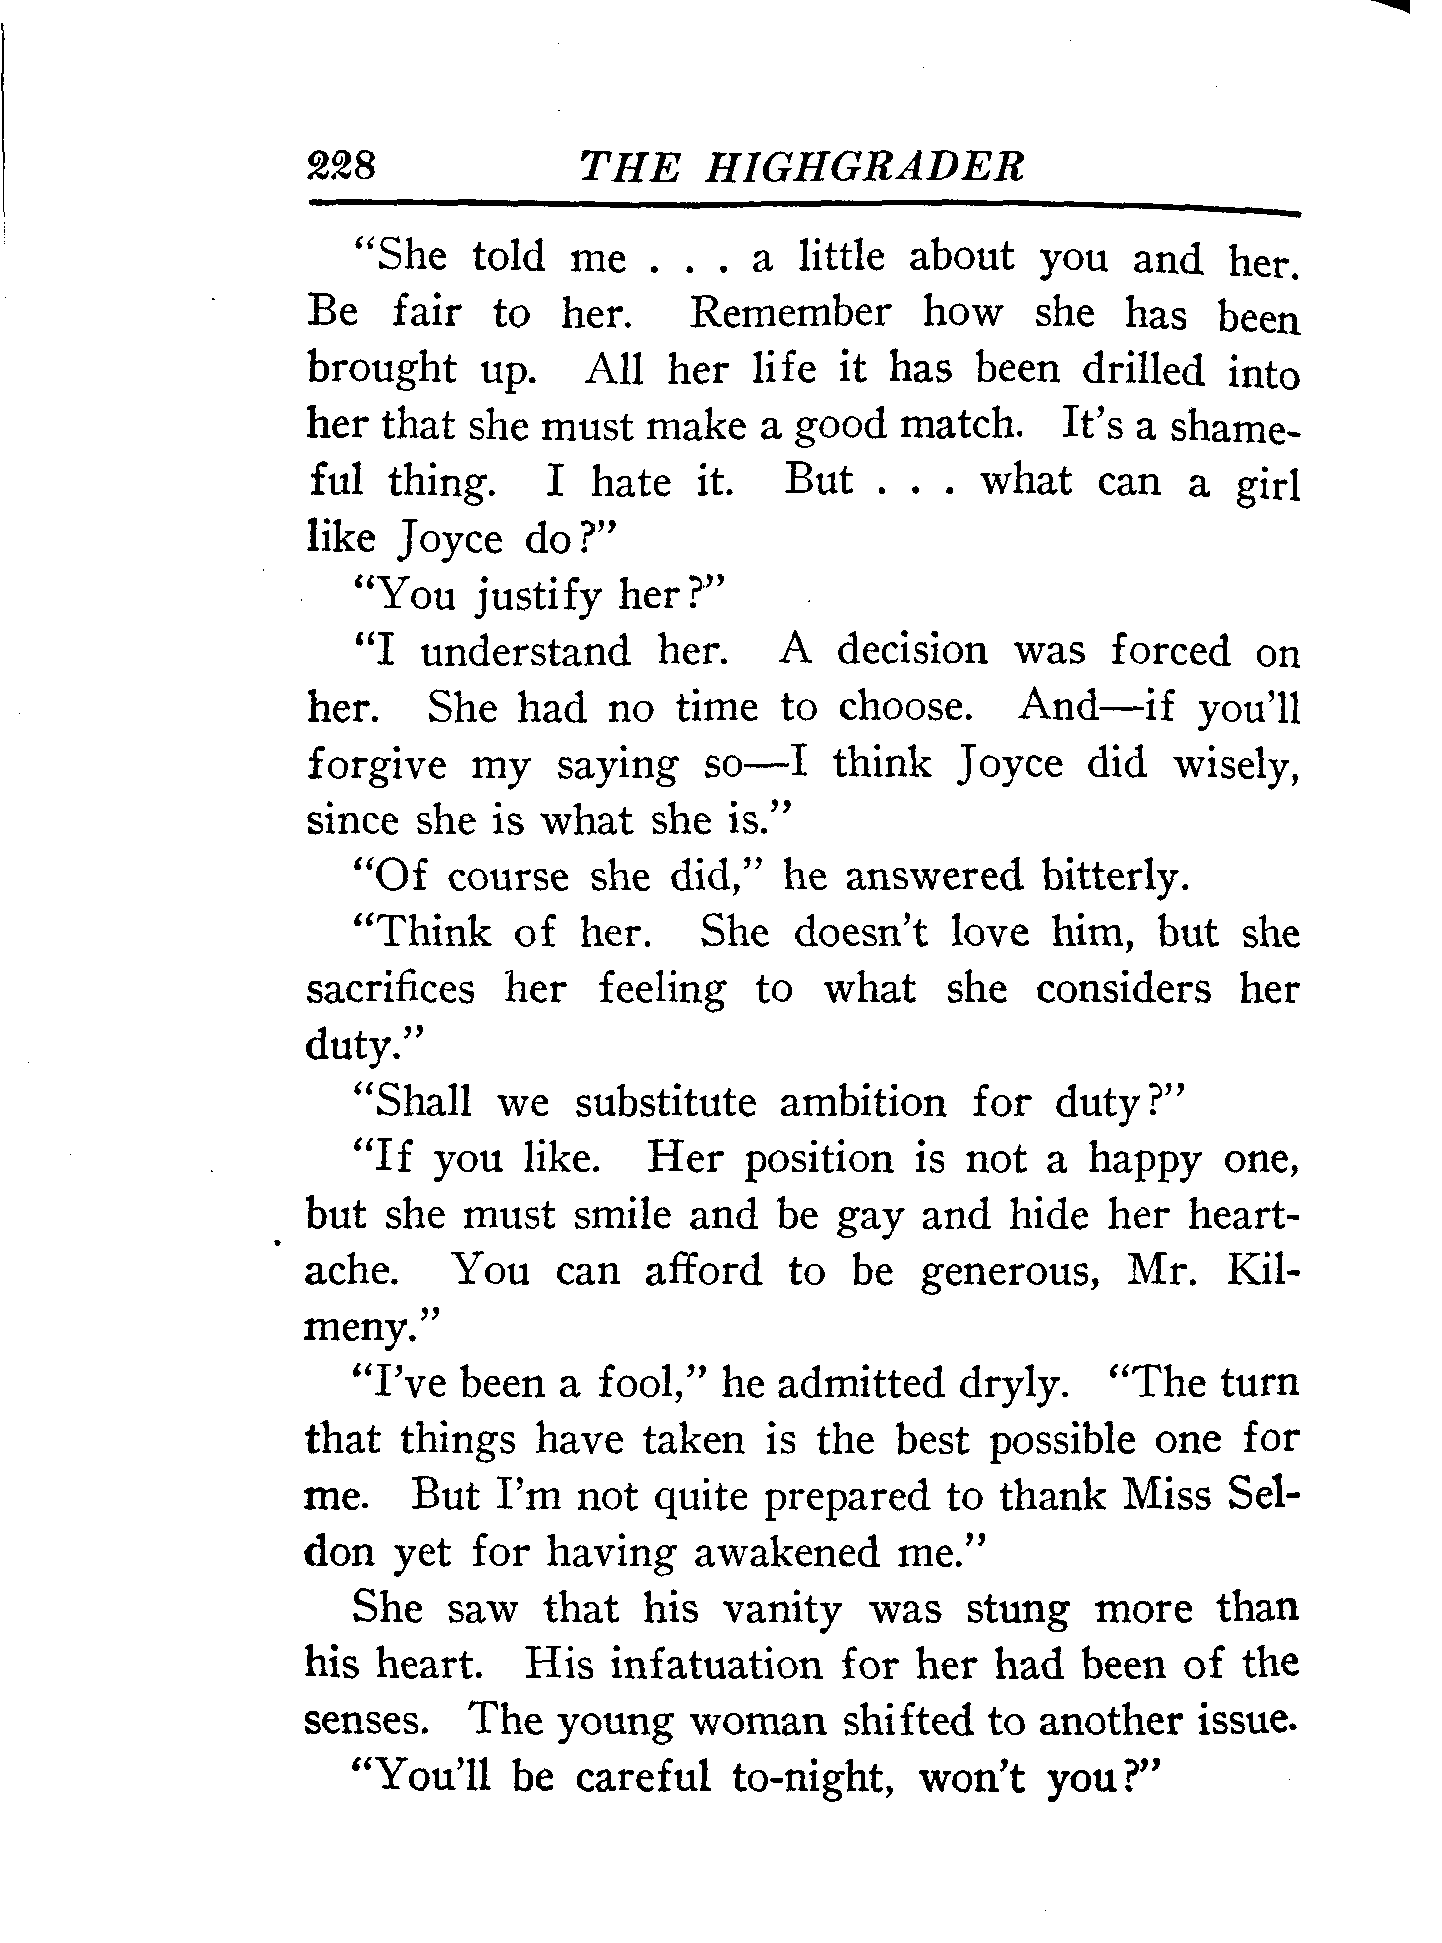 228 THE HIGHGRADER
“She told me . . . a little about you and her.
Be fair to her. Remember how she has been
brought up. All her life it has been drilled into
her that she must make a good match. It’s a shame-
ful thing. I hate it. But . . . what can a girl
like Joyce do?”
“You justify her?”
“I understand her. A decision was forced on
her. She had no time to choose. And—if you’ll
forgive my saying so—I think Joyce did wisely,
since she is what she is.”
“Of course she did,” he answered bitterly.
“Think of her. She doesn’t love him, but she
sacrifices her feeling to what she considers her
duty.”
“Shall we substitute ambition for duty?”
“If you like. Her position is not a happy one,
but she must smile and be gay and hide her heart-
ache. You can afford to be generous, Mr. Kil-
meny.”
“I’ve been a fool,” he admitted dryly. “The turn
that things have taken is the best possible one for
me. But I’m not quite prepared to thank Miss Sel-
don yet for having awakened me.”
She saw that his vanity was stung more than
his heart. His infatuation for her had been of the
senses. The young woman shifted to another issue.
“You’ll be careful to-night, won’t you?”